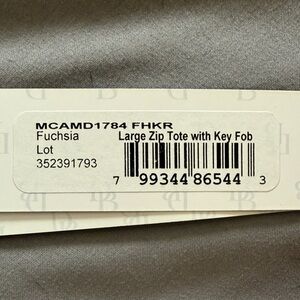 MCAMD1784 FHKR
Fuchsia Large Zip Tote with Key Fob
Lot
352391793
7 99344 86544 3